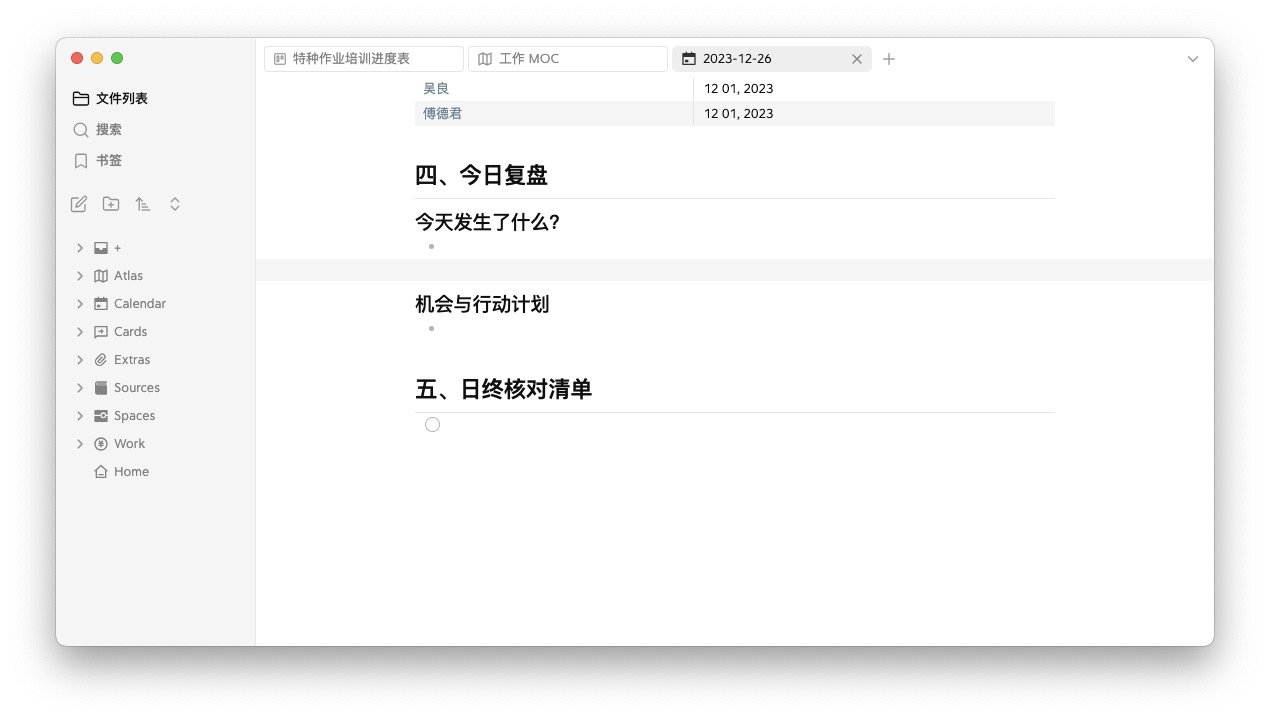 特种作业培训进度表
工作 MOC
2023-12-26
文件列表
搜索
书签
+
Atlas
Calendar
Cards
Extras
Sources
Spaces
Work
Home
吴良 12 01, 2023
傅德君 12 01, 2023
四、今日复盘
今天发生了什么?
机会与行动计划
五、日终核对清单